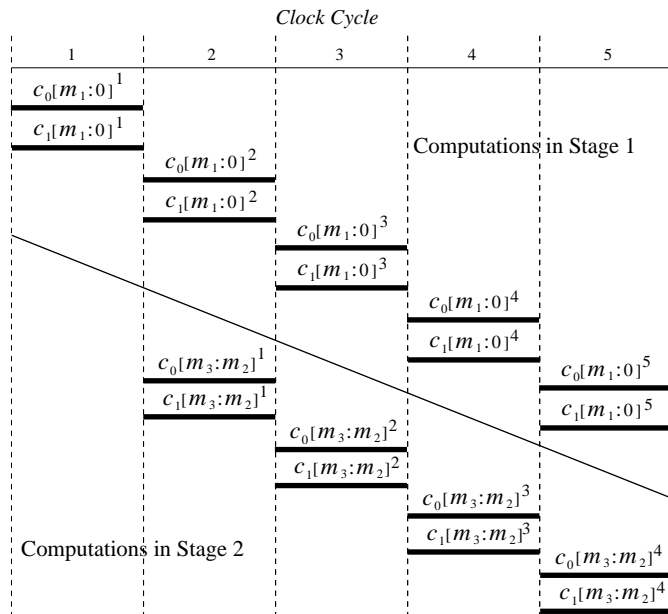 Clock Cycle
1 2 3 4 5
c₀[m₁:0]¹
c₁[m₁:0]¹
Computations in Stage 1
c₀[m₁:0]²
c₁[m₁:0]²
c₀[m₁:0]³
c₁[m₁:0]³
c₀[m₁:0]⁴
c₁[m₁:0]⁴
c₀[m₃:m₂]¹
c₀[m₁:0]⁵
c₁[m₃:m₂]¹
c₁[m₁:0]⁵
c₀[m₃:m₂]²
c₁[m₃:m₂]²
c₀[m₃:m₂]³
c₁[m₃:m₂]³
Computations in Stage 2
c₀[m₃:m₂]⁴
c₁[m₃:m₂]⁴